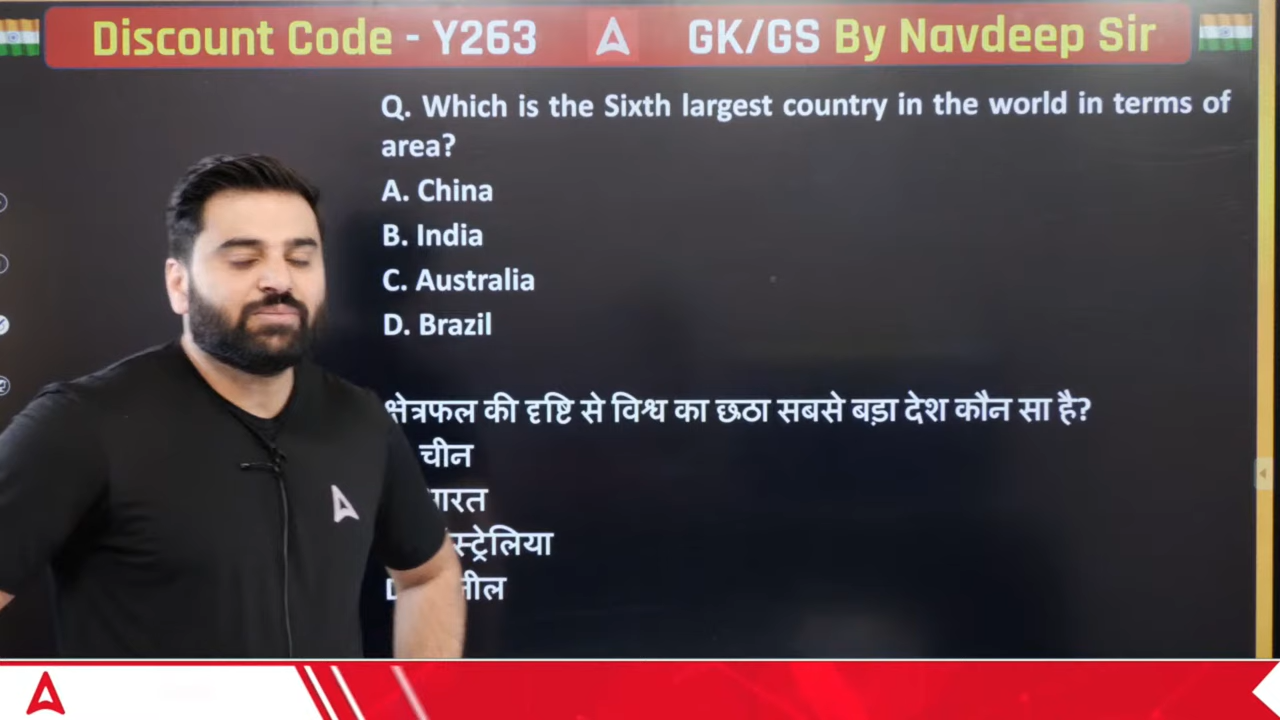 Discount Code - Y263 GK/GS By Navdeep Sir
Q. Which is the Sixth largest country in the world in terms of
area?
A. China
B. India
C. Australia
D. Brazil
क्षेत्रफल की दृष्टि से विश्व का छठा सबसे बड़ा देश कौन सा है?
चीन